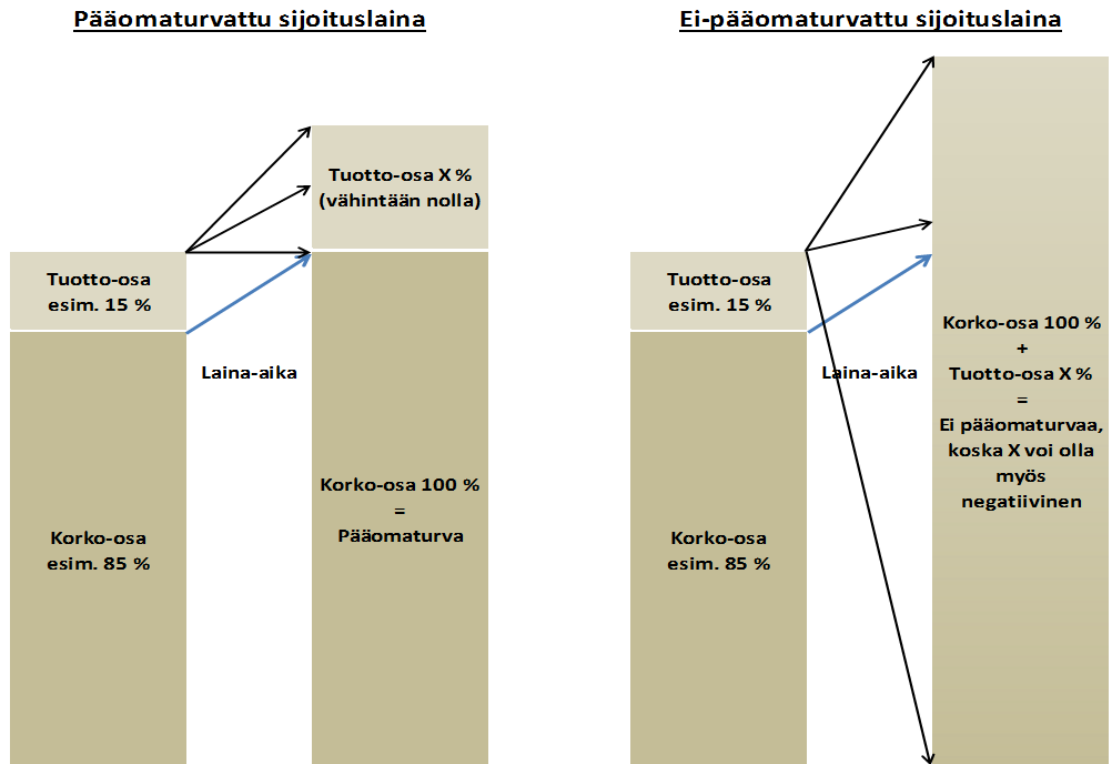 Pääomaturvattu sijoituslaina
Tuotto-osa X %
(vähintään nolla)
Tuotto-osa
esim. 15 %
Laina-aika
Korko-osa 100 %
=
Pääomaturva
Korko-osa
esim. 85 %
Ei-pääomaturvattu sijoituslaina
Tuotto-osa
esim. 15 %
Laina-aika
Korko-osa 100 %
+
Tuotto-osa X %
=
Ei pääomaturvaa,
koska X voi olla
myös
negatiivinen
Korko-osa
esim. 85 %